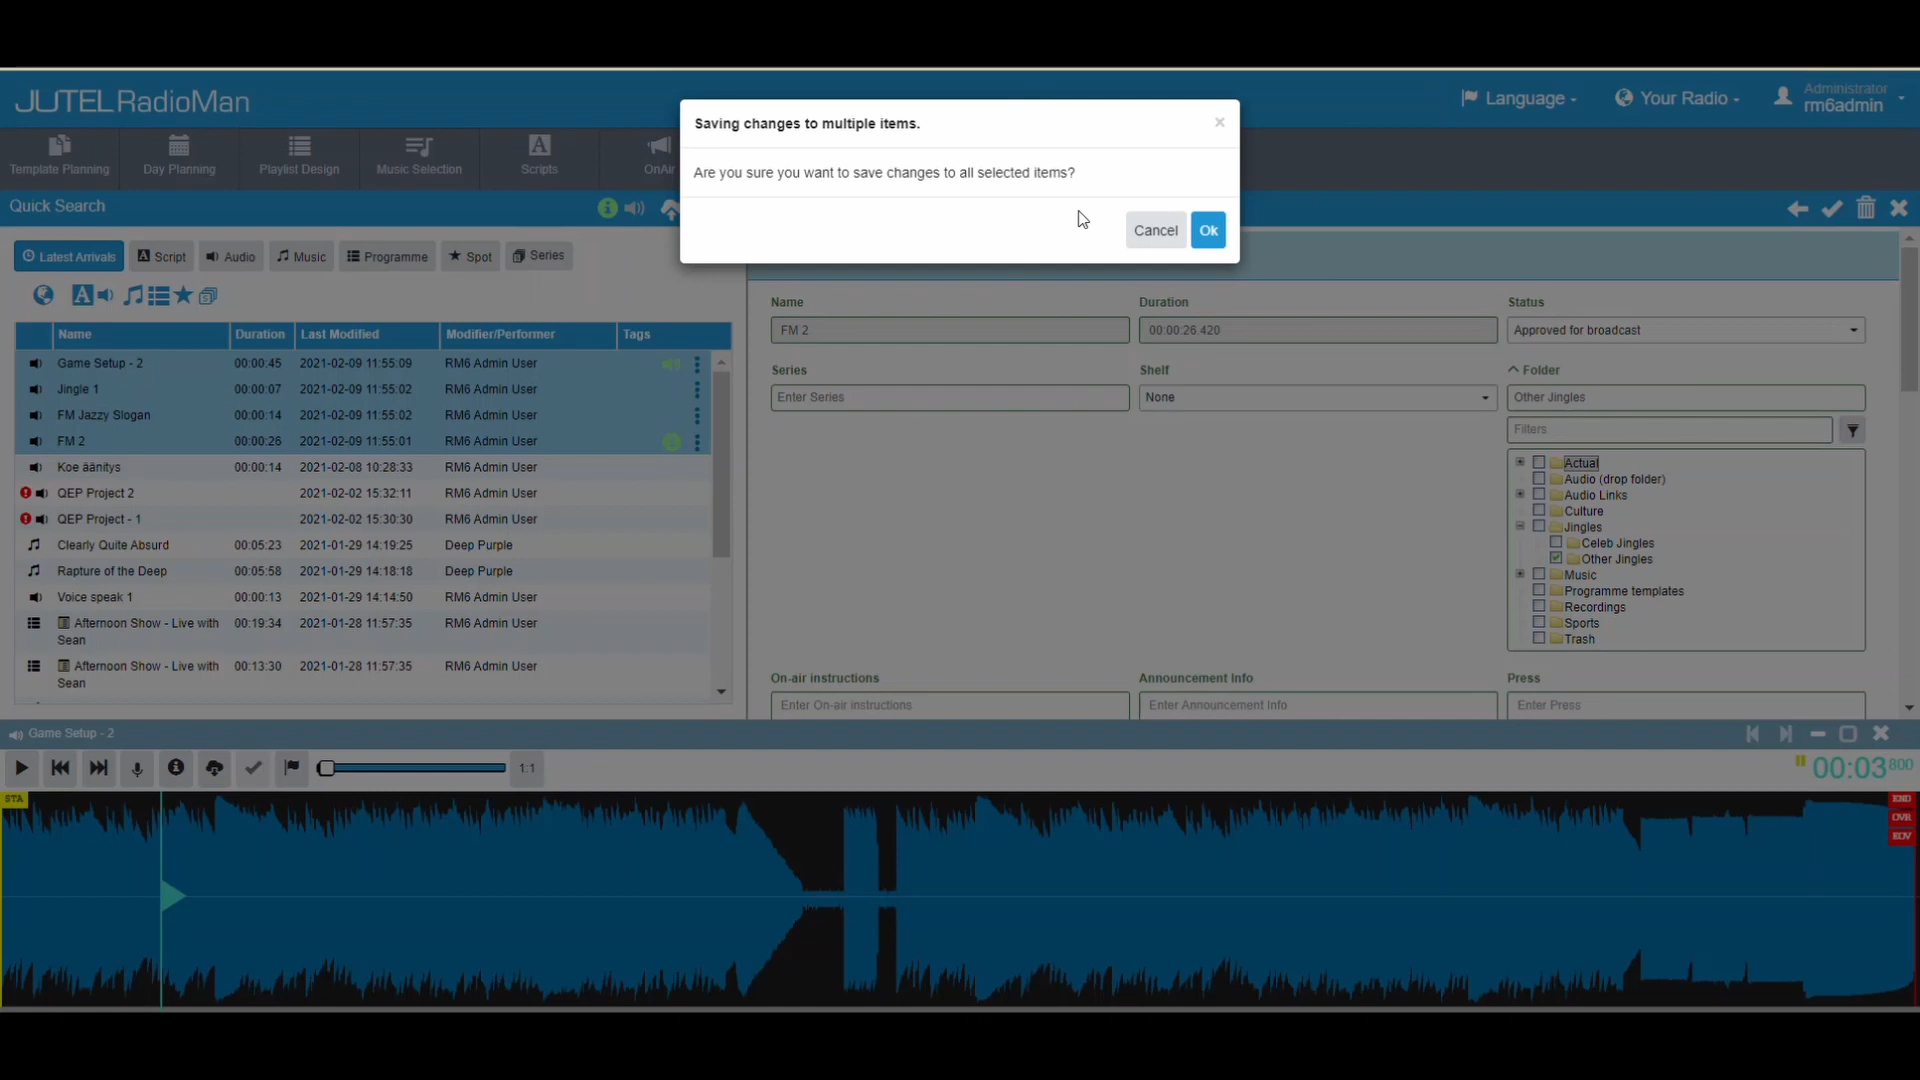 JUTEL RadioMan
Language
Your Radio
Administrator
rm6admin
Template Planning
Day Planning
Playlist Design
Music Selection
Scripts
OnAir
Saving changes to multiple items.
×
Are you sure you want to save changes to all selected items?
Cancel
Ok
Quick Search
Latest Arrivals
Script
Audio
Music
Programme
Spot
Series
Name Duration Last Modified Modifier/Performer Tags
Game Setup - 2 00:00:45 2021-02-09 11:55:09 RM6 Admin User
Jingle 1 00:00:07 2021-02-09 11:55:02 RM6 Admin User
FM Jazzy Slogan 00:00:14 2021-02-09 11:55:02 RM6 Admin User
FM 2 00:00:26 2021-02-09 11:55:01 RM6 Admin User
Koe äänitys 00:00:14 2021-02-08 10:28:33 RM6 Admin User
QEP Project 2 2021-02-02 15:32:11 RM6 Admin User
QEP Project - 1 2021-02-02 15:30:30 RM6 Admin User
Clearly Quite Absurd 00:05:23 2021-01-29 14:19:25 Deep Purple
Rapture of the Deep 00:05:58 2021-01-29 14:18:18 Deep Purple
Voice speak 1 00:00:13 2021-01-29 14:14:50 RM6 Admin User
Afternoon Show - Live with 00:19:34 2021-01-28 11:57:35 RM6 Admin User
Sean
Afternoon Show - Live with 00:13:30 2021-01-28 11:57:35 RM6 Admin User
Sean
Name
FM 2
Duration
00:00:26.420
Status
Approved for broadcast
Series
Enter Series
Shelf
None
Folder
Other Jingles
Filters
Actual
Audio (drop folder)
Audio Links
Culture
Jingles
Celeb Jingles
Other Jingles
Music
Programme templates
Recordings
Sports
Trash
On-air instructions
Enter On-air instructions
Announcement Info
Enter Announcement Info
Press
Enter Press
Game Setup - 2
1:1
00:03 800
STA
END
OVR
EOV